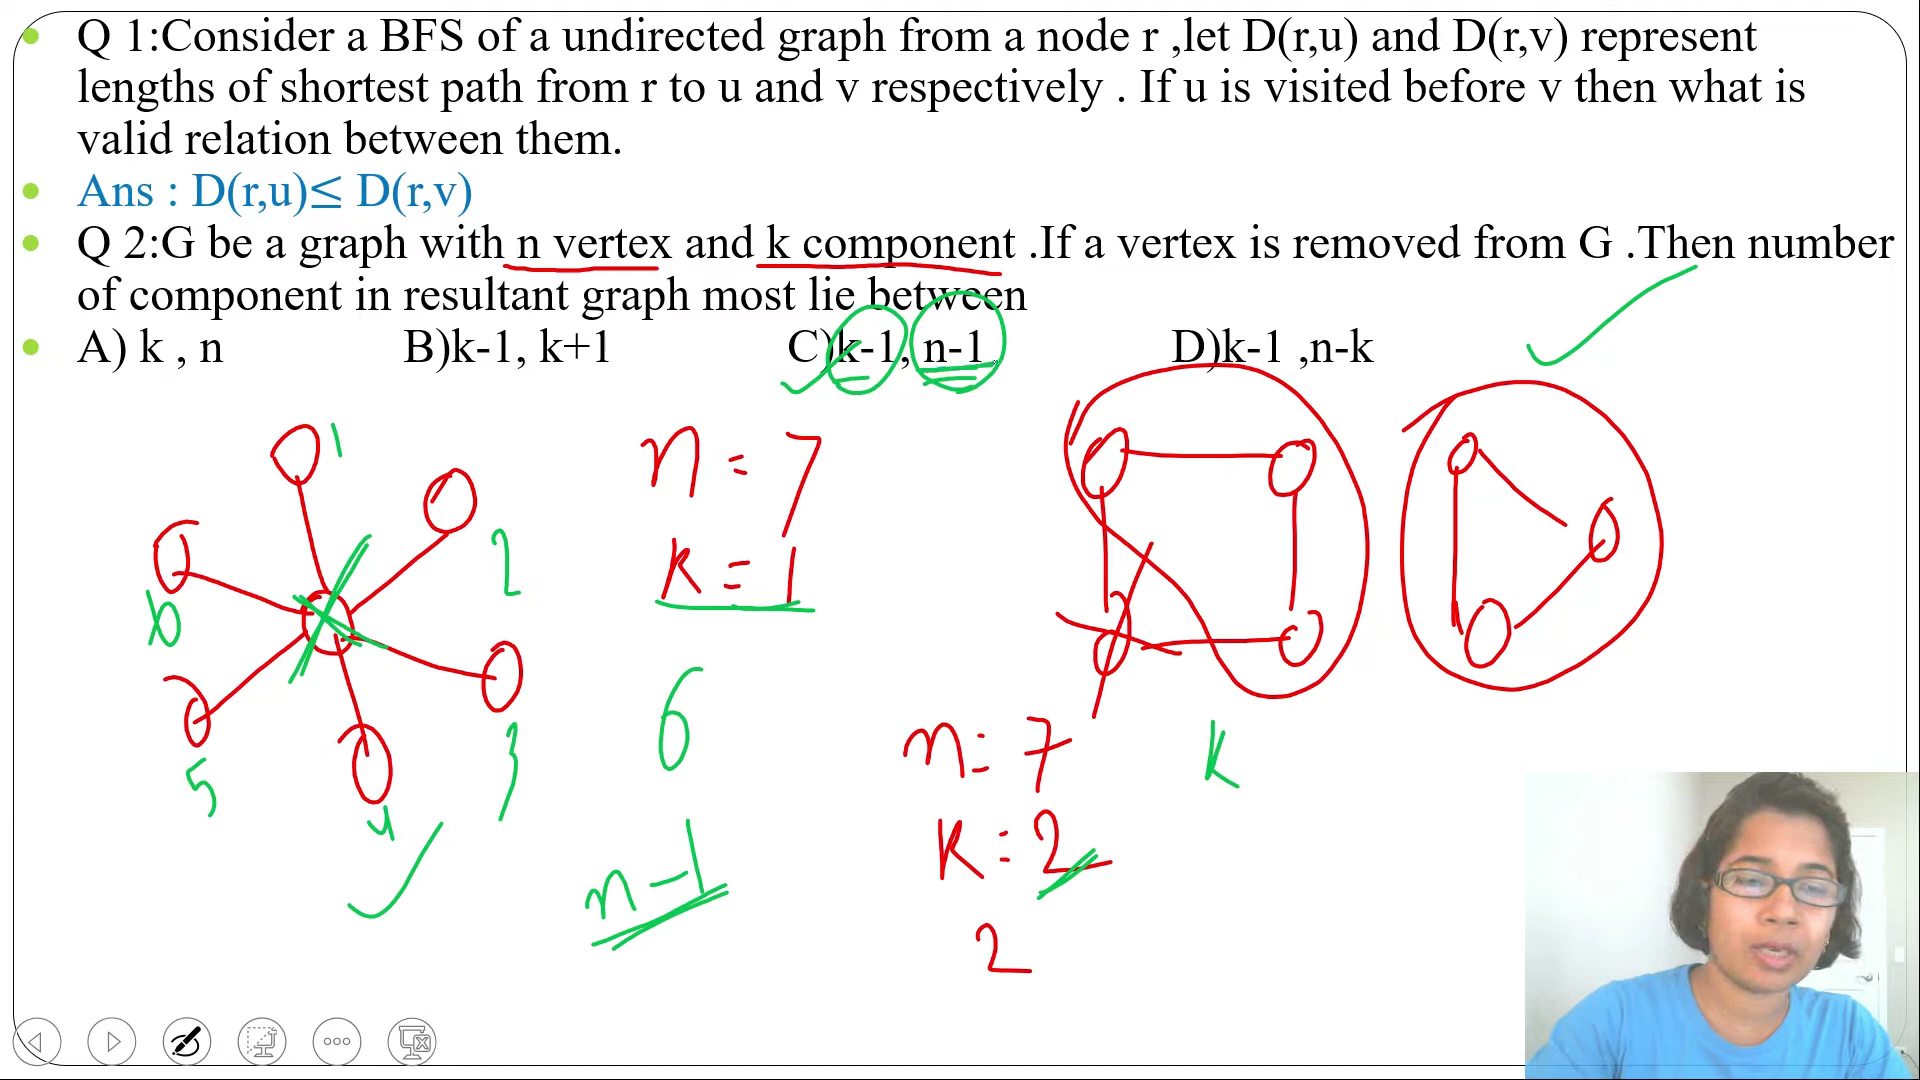 Q 1:Consider a BFS of a undirected graph from a node r ,let D(r,u) and D(r,v) represent
lengths of shortest path from r to u and v respectively . If u is visited before v then what is
valid relation between them.
Ans : D(r,u)≤ D(r,v)
Q 2:G be a graph with n vertex and k component .If a vertex is removed from G .Then number
of component in resultant graph most lie between
A) k , n B)k-1, k+1 C)k-1, n-1 D)k-1 ,n-k
1
2
3
4
5
6
n = 7
k = 1
6
n-1
n = 7
k = 2
2
k